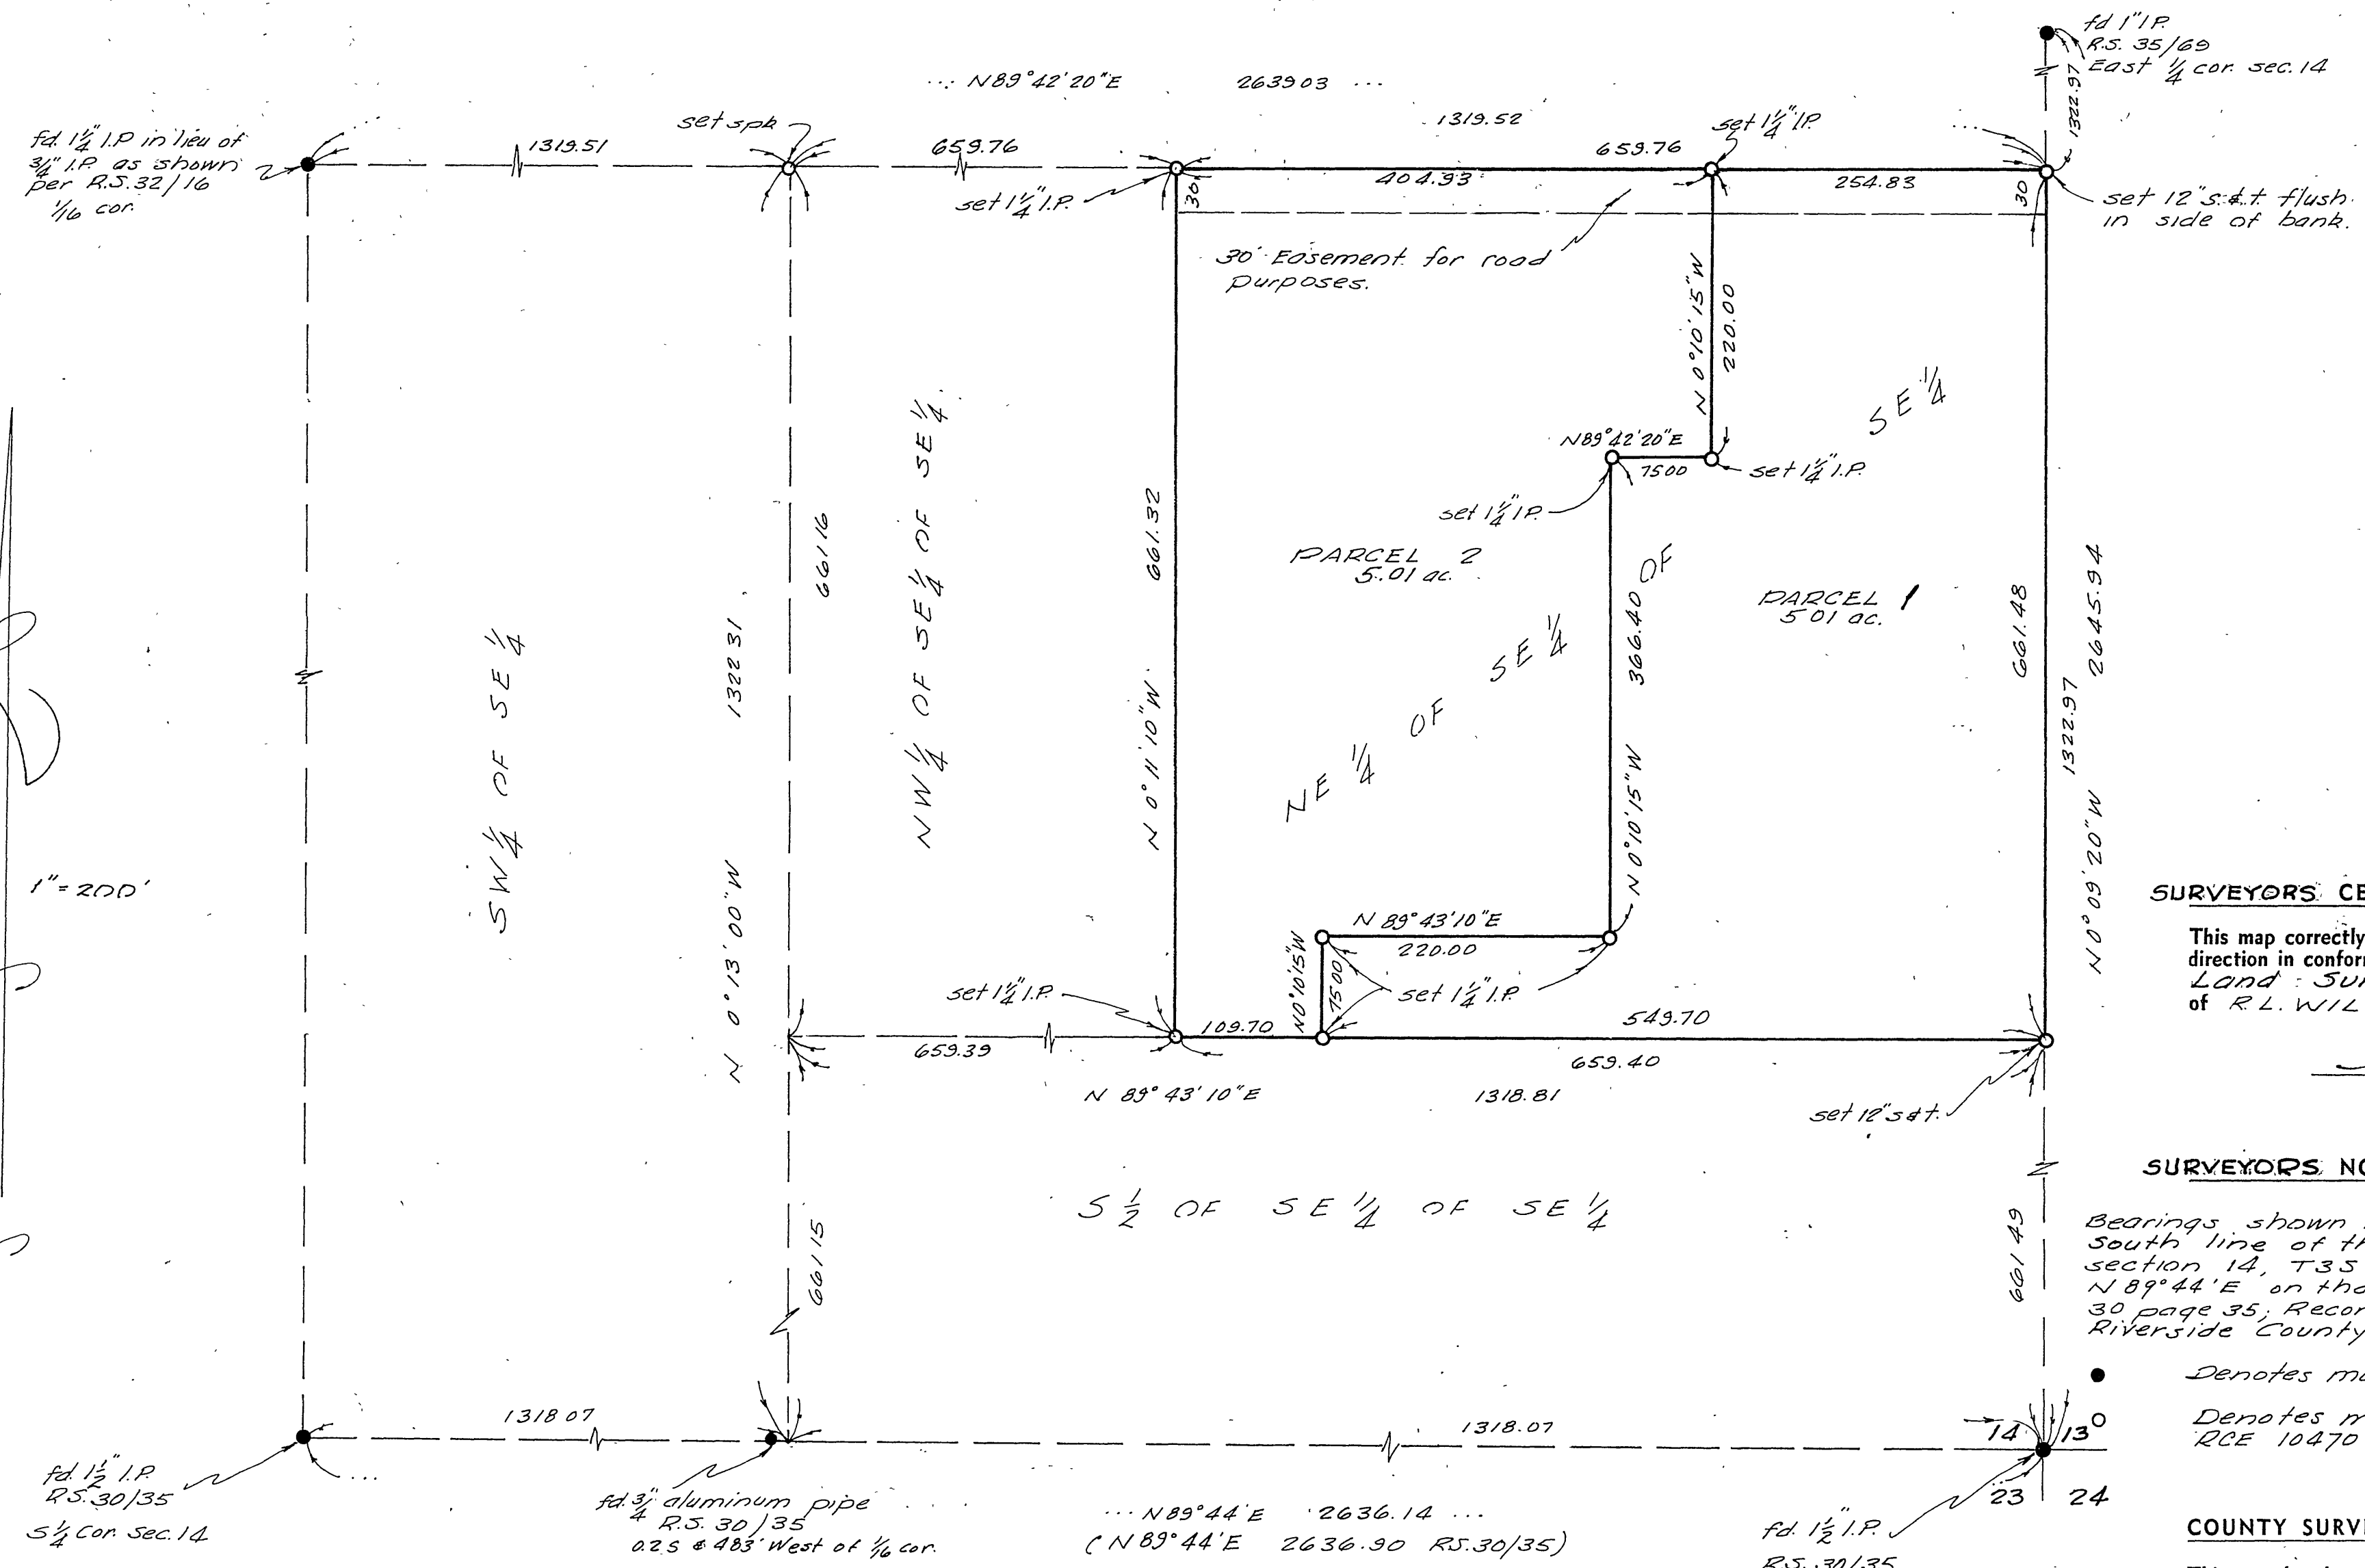 fd 1" I.P.
R.S. 35/69
East 1/4 cor. sec. 14
1322.97
... N89°42'20"E 2639 03 ...
fd. 1 1/4" I.P in lieu of
3/4" I.P. as shown
per R.S. 32/16
1/16 cor.
1319.51
set spk
659.76
1319.52
set 1 1/4" I.P.
659.76
404.93
254.83
...
30
30
set 1 1/4" I.P.
set 12" s.&t. flush
in side of bank.
30' Easement for road
purposes.
N 0°10'15"W
220.00
SE 1/4
N89°42'20"E
75 00
set 1 1/4" I.P.
set 1 1/4" I.P.
661 16
661.32
PARCEL 2
5.01 ac.
OF
366.40
PARCEL 1
5 01 ac.
661.48
2645.94
1322 31
SW 1/4 OF SE 1/4
NW 1/4 OF SE 1/4 OF SE 1/4
NE 1/4 OF SE 1/4
N 0°11'10"W
N 0°10'15"W
1322.97
N 0°09'20"W
1"=200'
N 0°13'00"W
SURVEYORS CE
This map correctly
direction in confor
Land Sur
of R.L. WIL
N 89°43'10"E
220.00
N0°10'15"W
75 00
set 1 1/4" I.P.
set 1 1/4" I.P.
109.70
549.70
659.39
659.40
N 89°43'10"E 1318.81
set 12" s&t.
SURVEYORS NO
S 1/2 OF SE 1/4 OF SE 1/4
661 15
661 49
Bearings shown
south line of th
section 14, T3S
N 89°44'E on tha
30 page 35, Recor
Riverside County
Denotes mo
Denotes m
RCE 10470
1318 07
1318.07
14 13
23 24
fd. 1 1/2" I.P.
R.S. 30/35
S 1/4 Cor. Sec. 14
...
fd. 3/4" aluminum pipe
R.S. 30/35
0.2 S & 4.83' West of 1/16 cor.
... N89°44'E 2636.14 ...
(N89°44'E 2636.90 RS.30/35)
fd. 1 1/2" I.P.
RS. 30/35
COUNTY SURVE